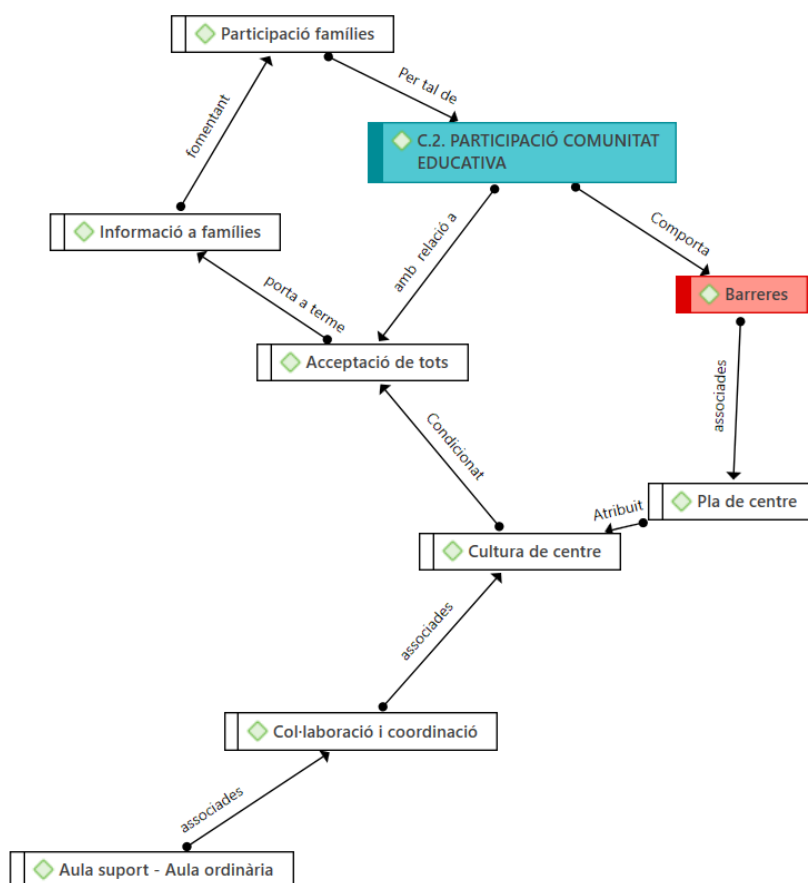 Participació famílies
Per tal de
fomentant
C.2. PARTICIPACIÓ COMUNITAT
EDUCATIVA
Informació a famílies
amb relació a
Comporta
porta a terme
Barreres
Acceptació de tots
associades
Condicionat
Pla de centre
Atribuit
Cultura de centre
associades
Col·laboració i coordinació
associades
Aula suport - Aula ordinària